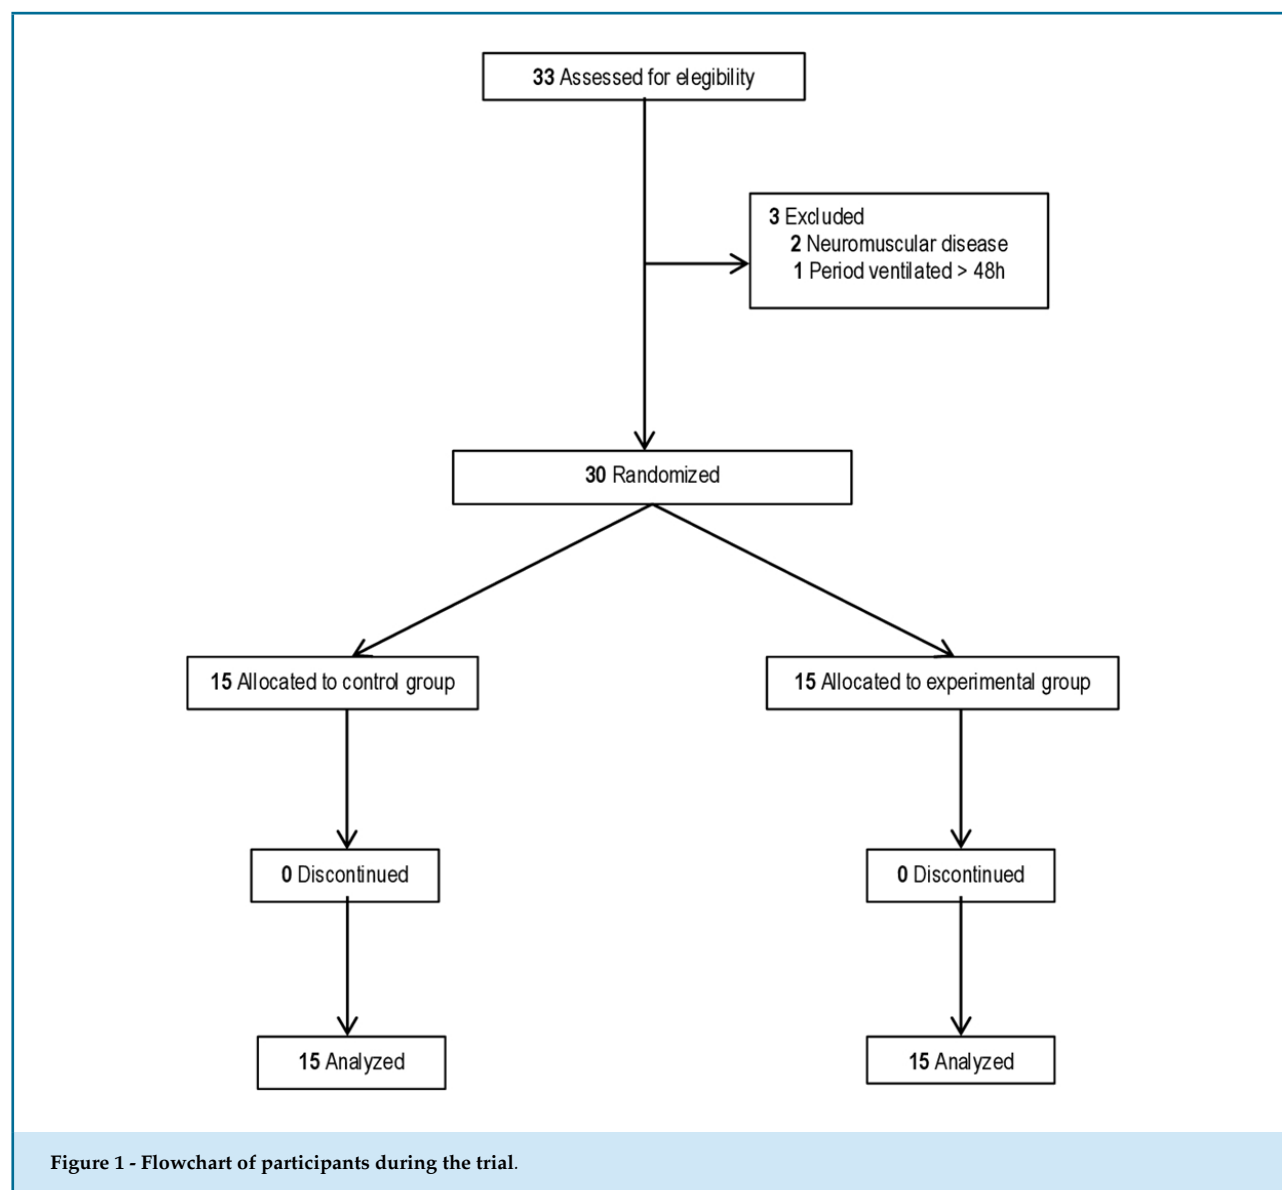 33 Assessed for elegibility
3 Excluded
2 Neuromuscular disease
1 Period ventilated > 48h
30 Randomized
15 Allocated to control group
15 Allocated to experimental group
0 Discontinued
0 Discontinued
15 Analyzed
15 Analyzed
Figure 1 - Flowchart of participants during the trial.